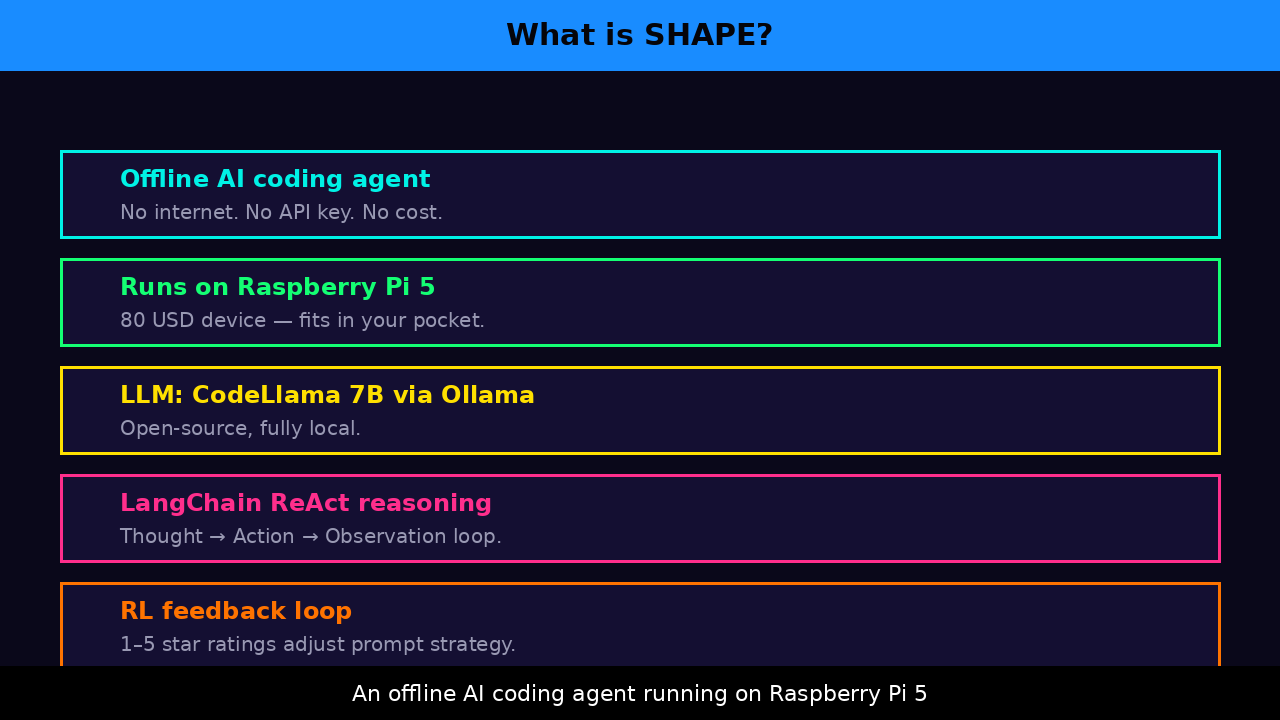 What is SHAPE?
Offline AI coding agent
No internet. No API key. No cost.
Runs on Raspberry Pi 5
80 USD device — fits in your pocket.
LLM: CodeLlama 7B via Ollama
Open-source, fully local.
LangChain ReAct reasoning
Thought → Action → Observation loop.
RL feedback loop
1–5 star ratings adjust prompt strategy.
An offline AI coding agent running on Raspberry Pi 5